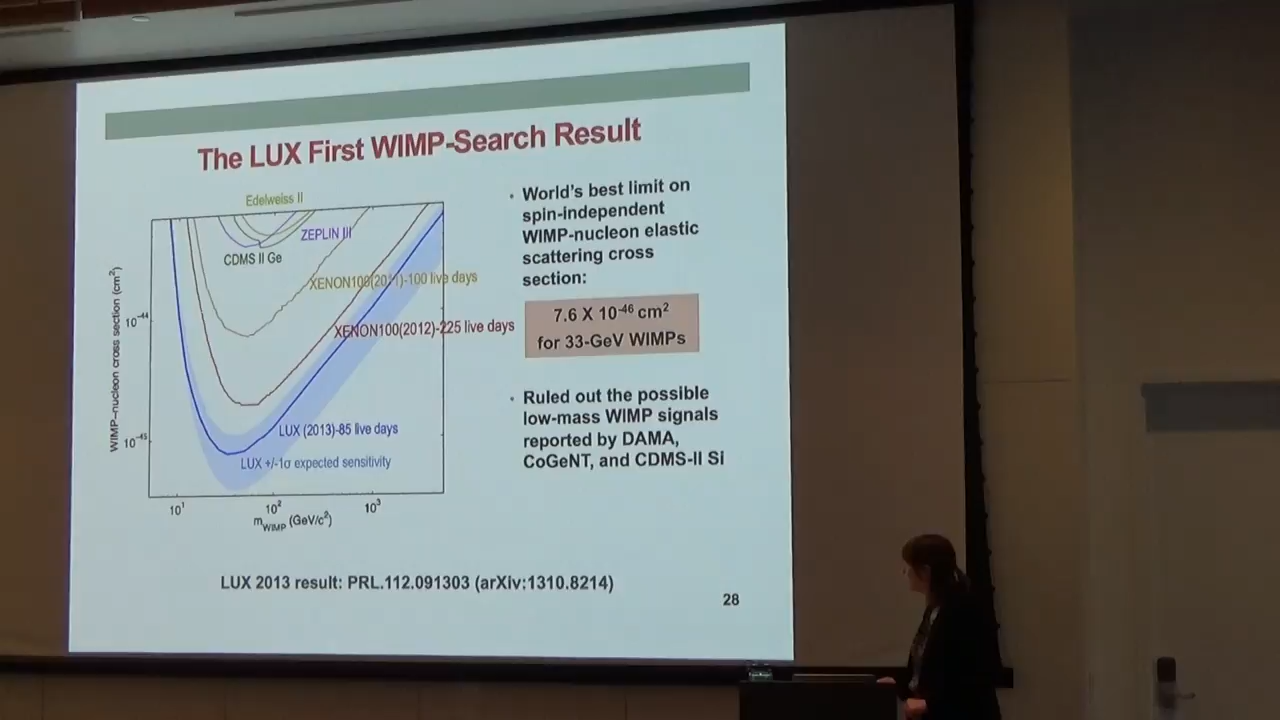 The LUX First WIMP-Search Result
Edelweiss II
ZEPLIN III
CDMS II Ge
XENON100(2011)-100 live days
XENON100(2012)-225 live days
LUX (2013)-85 live days
LUX +/-1σ expected sensitivity
WIMP-nucleon cross section (cm²)
10⁻⁴⁴
10⁻⁴⁵
10¹
10²
10³
m_WIMP (GeV/c²)
· World's best limit on
spin-independent
WIMP-nucleon elastic
scattering cross
section:
7.6 X 10⁻⁴⁶ cm²
for 33-GeV WIMPs
· Ruled out the possible
low-mass WIMP signals
reported by DAMA,
CoGeNT, and CDMS-II Si
LUX 2013 result: PRL.112.091303 (arXiv:1310.8214)
28